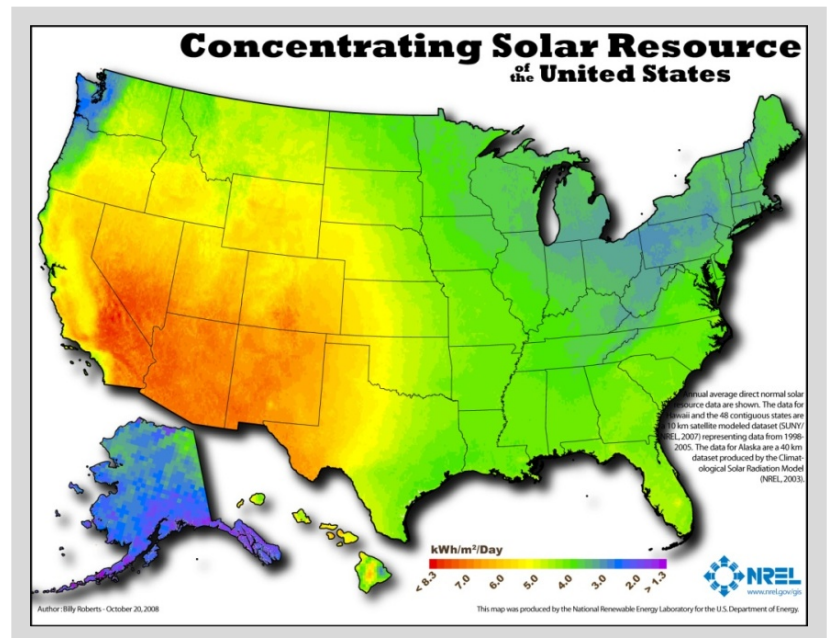 Concentrating Solar Resource
of the United States
Annual average direct normal solar
resource data are shown. The data for
Hawaii and the 48 contiguous states are
a 10 km satellite modeled dataset (SUNY/
NREL, 2007) representing data from 1998-
2005. The data for Alaska are a 40 km
dataset produced by the Climat-
ological Solar Radiation Model
(NREL, 2003).
kWh/m²/Day
< 8.3 7.0 6.0 5.0 4.0 3.0 2.0 > 1.3
NREL
www.nrel.gov/gis
Author : Billy Roberts - October 20, 2008
This map was produced by the National Renewable Energy Laboratory for the U.S. Department of Energy.